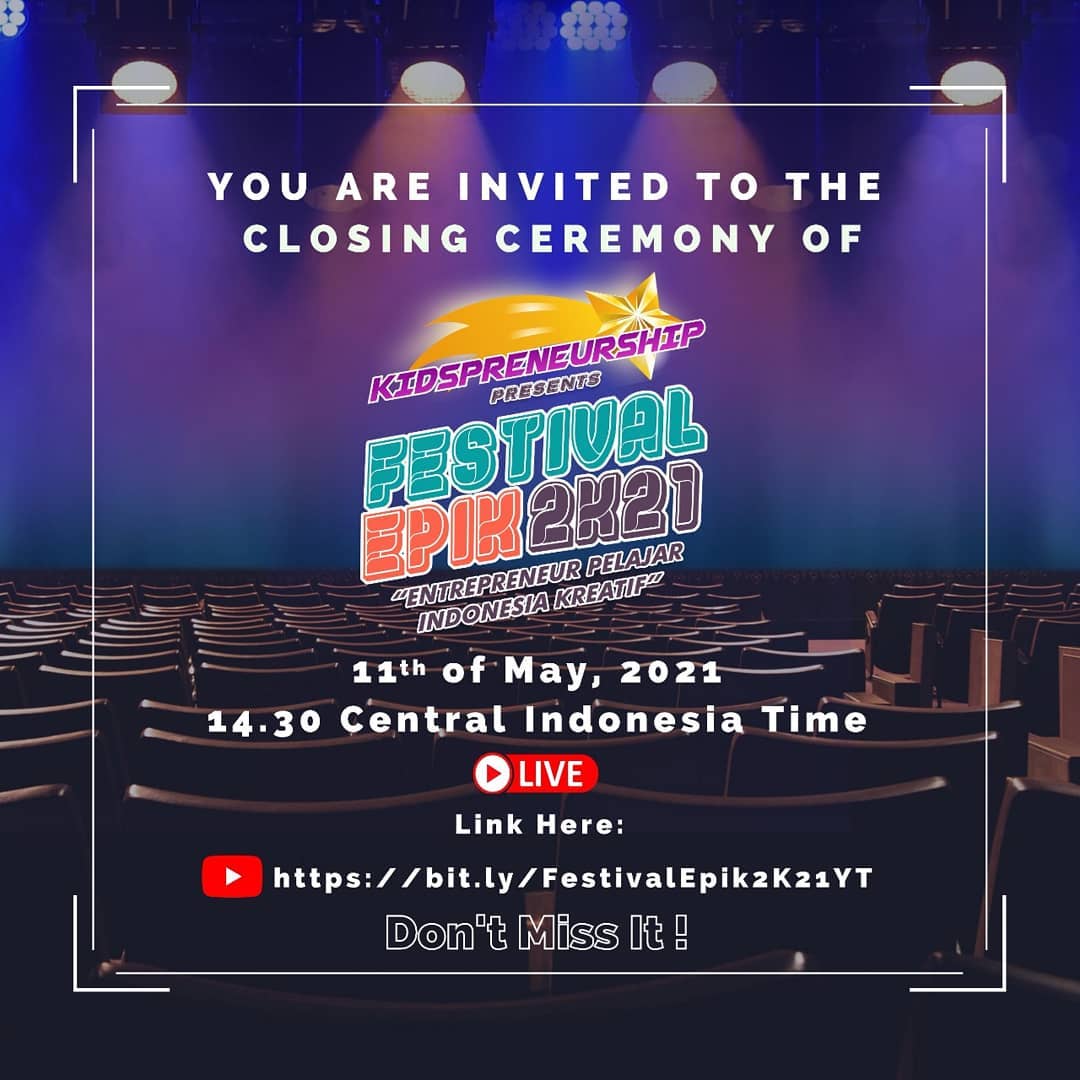 YOU ARE INVITED TO THE
CLOSING CEREMONY OF
KIDSPRENEURSHIP
PRESENTS
FESTIVAL
EPIK 2K21
"ENTREPRENEUR PELAJAR
INDONESIA KREATIF"
11th of May, 2021
14.30 Central Indonesia Time
LIVE
Link Here:
https://bit.ly/FestivalEpik2K21YT
Don't Miss It !